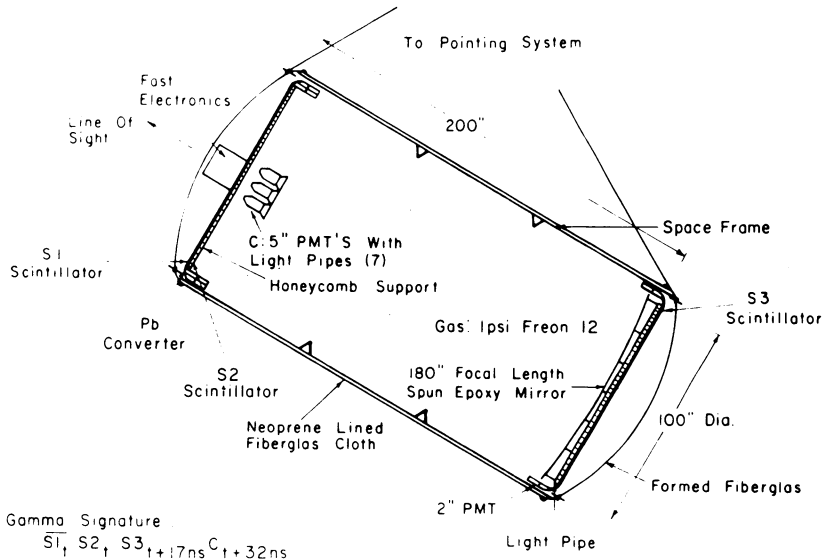 To Pointing System
Fast
Electronics
Line Of
Sight
200"
Space Frame
C:5" PMT'S With
Light Pipes (7)
S1
Scintillator
Honeycomb Support
S3
Scintillator
Gas: 1psi Freon 12
Pb
Converter
180" Focal Length
Spun Epoxy Mirror
S2
Scintillator
100" Dia.
Neoprene Lined
Fiberglas Cloth
Formed Fiberglas
2" PMT
Light Pipe
Gamma Signature
S1t S2t S3t+17ns Ct+32ns